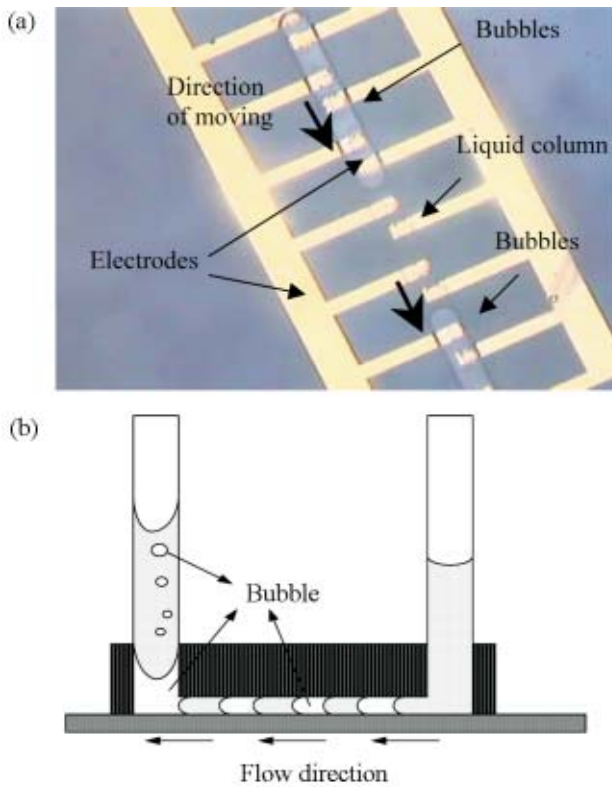 (a)
Bubbles
Direction
of moving
Liquid column
Bubbles
Electrodes
(b)
Bubble
Flow direction